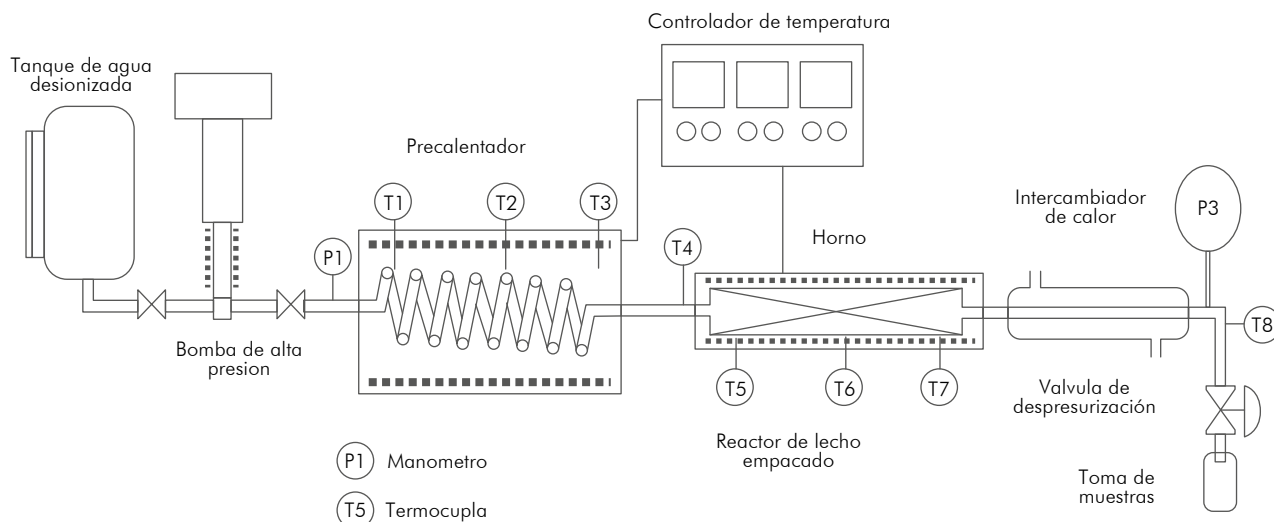 Controlador de temperatura
Tanque de agua
desionizada
Precalentador
T1
T2
T3
P1
T4
Horno
Intercambiador
de calor
P3
T8
Bomba de alta
presion
T5
T6
T7
Valvula de
despresurización
Reactor de lecho
empacado
P1 Manometro
T5 Termocupla
Toma de
muestras